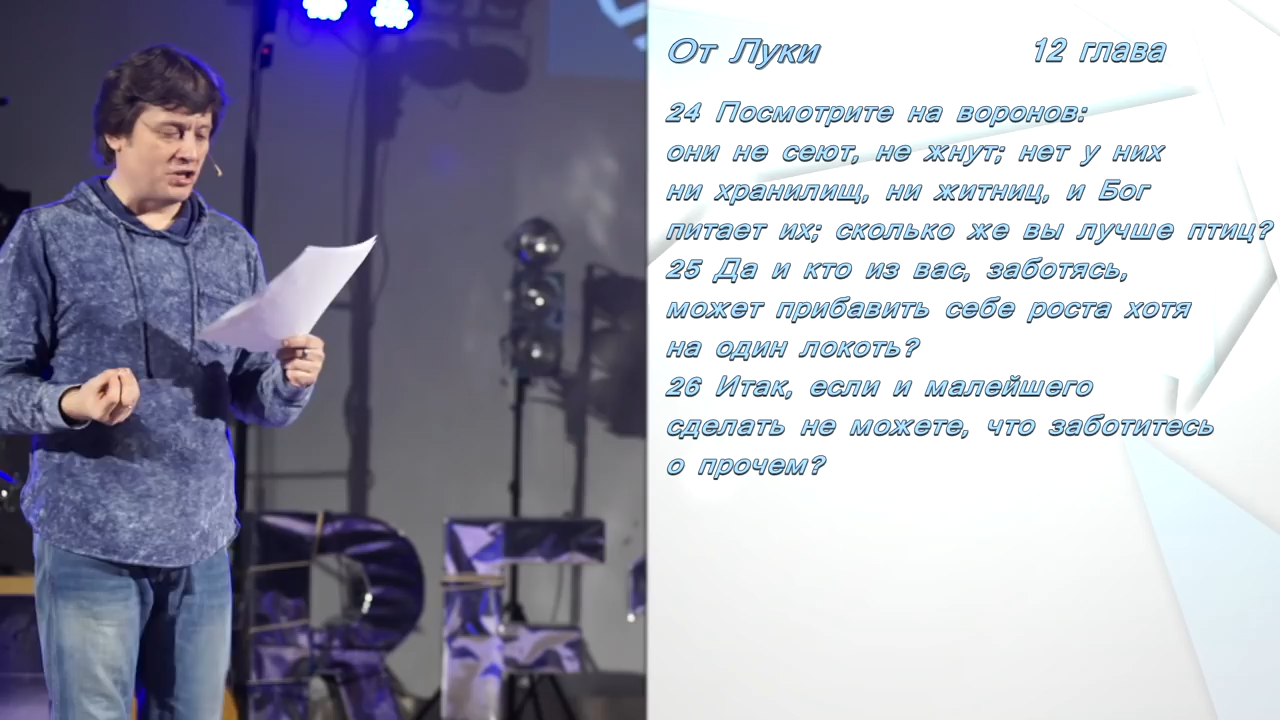 От Луки 12 глава
24 Посмотрите на воронов:
они не сеют, не жнут; нет у них
ни хранилищ, ни житниц, и Бог
питает их; сколько же вы лучше птиц?
25 Да и кто из вас, заботясь,
может прибавить себе роста хотя
на один локоть?
26 Итак, если и малейшего
сделать не можете, что заботитесь
о прочем?
RE